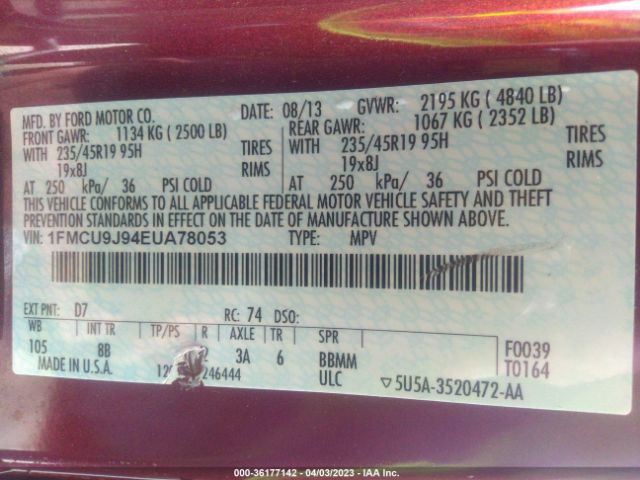 MFD. BY FORD MOTOR CO. DATE: 08/13 GVWR: 2195 KG ( 4840 LB)
FRONT GAWR: 1134 KG ( 2500 LB) REAR GAWR: 1067 KG ( 2352 LB)
WITH 235/45R19 95H TIRES WITH 235/45R19 95H TIRES
19x8J RIMS 19x8J RIMS
AT 250 kPa/ 36 PSI COLD AT 250 kPa/ 36 PSI COLD
THIS VEHICLE CONFORMS TO ALL APPLICABLE FEDERAL MOTOR VEHICLE SAFETY AND THEFT
PREVENTION STANDARDS IN EFFECT ON THE DATE OF MANUFACTURE SHOWN ABOVE.
VIN: 1FMCU9J94EUA78053 TYPE: MPV
EXT PNT: D7 RC: 74 DSO:
WB INT TR TP/PS R AXLE TR SPR F0039
105 8B 2 3A 6 BBMM T0164
MADE IN U.S.A. 246444 ULC ▽5U5A-3520472-AA
000-36177142 - 04/03/2023 - IAA Inc.